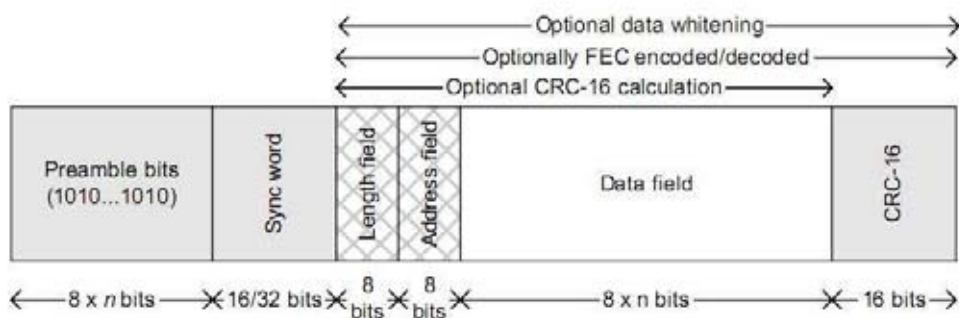 Optional data whitening
Optionally FEC encoded/decoded
Optional CRC-16 calculation
Preamble bits
(1010...1010)
Sync word
Length field
Address field
Data field
CRC-16
8 x n bits
16/32 bits
8
bits
8
bits
8 x n bits
16 bits